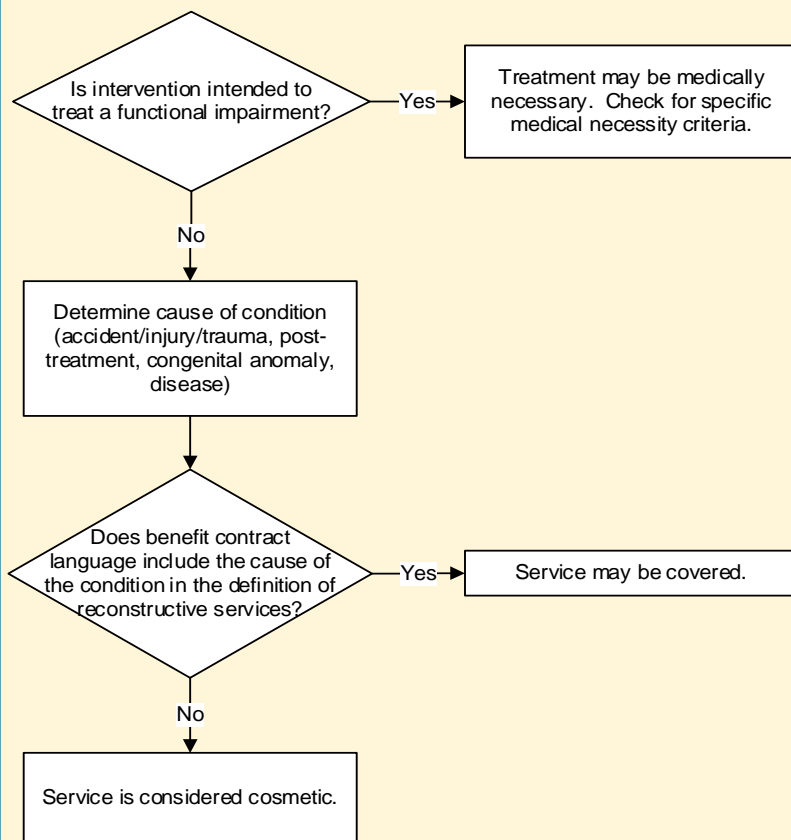 Is intervention intended to
treat a functional impairment?
Yes
Treatment may be medically
necessary.  Check for specific
medical necessity criteria.
No
Determine cause of condition
(accident/injury/trauma, post-
treatment, congenital anomaly,
disease)
Does benefit contract
language include the cause of
the condition in the definition of
reconstructive services?
Yes
Service may be covered.
No
Service is considered cosmetic.